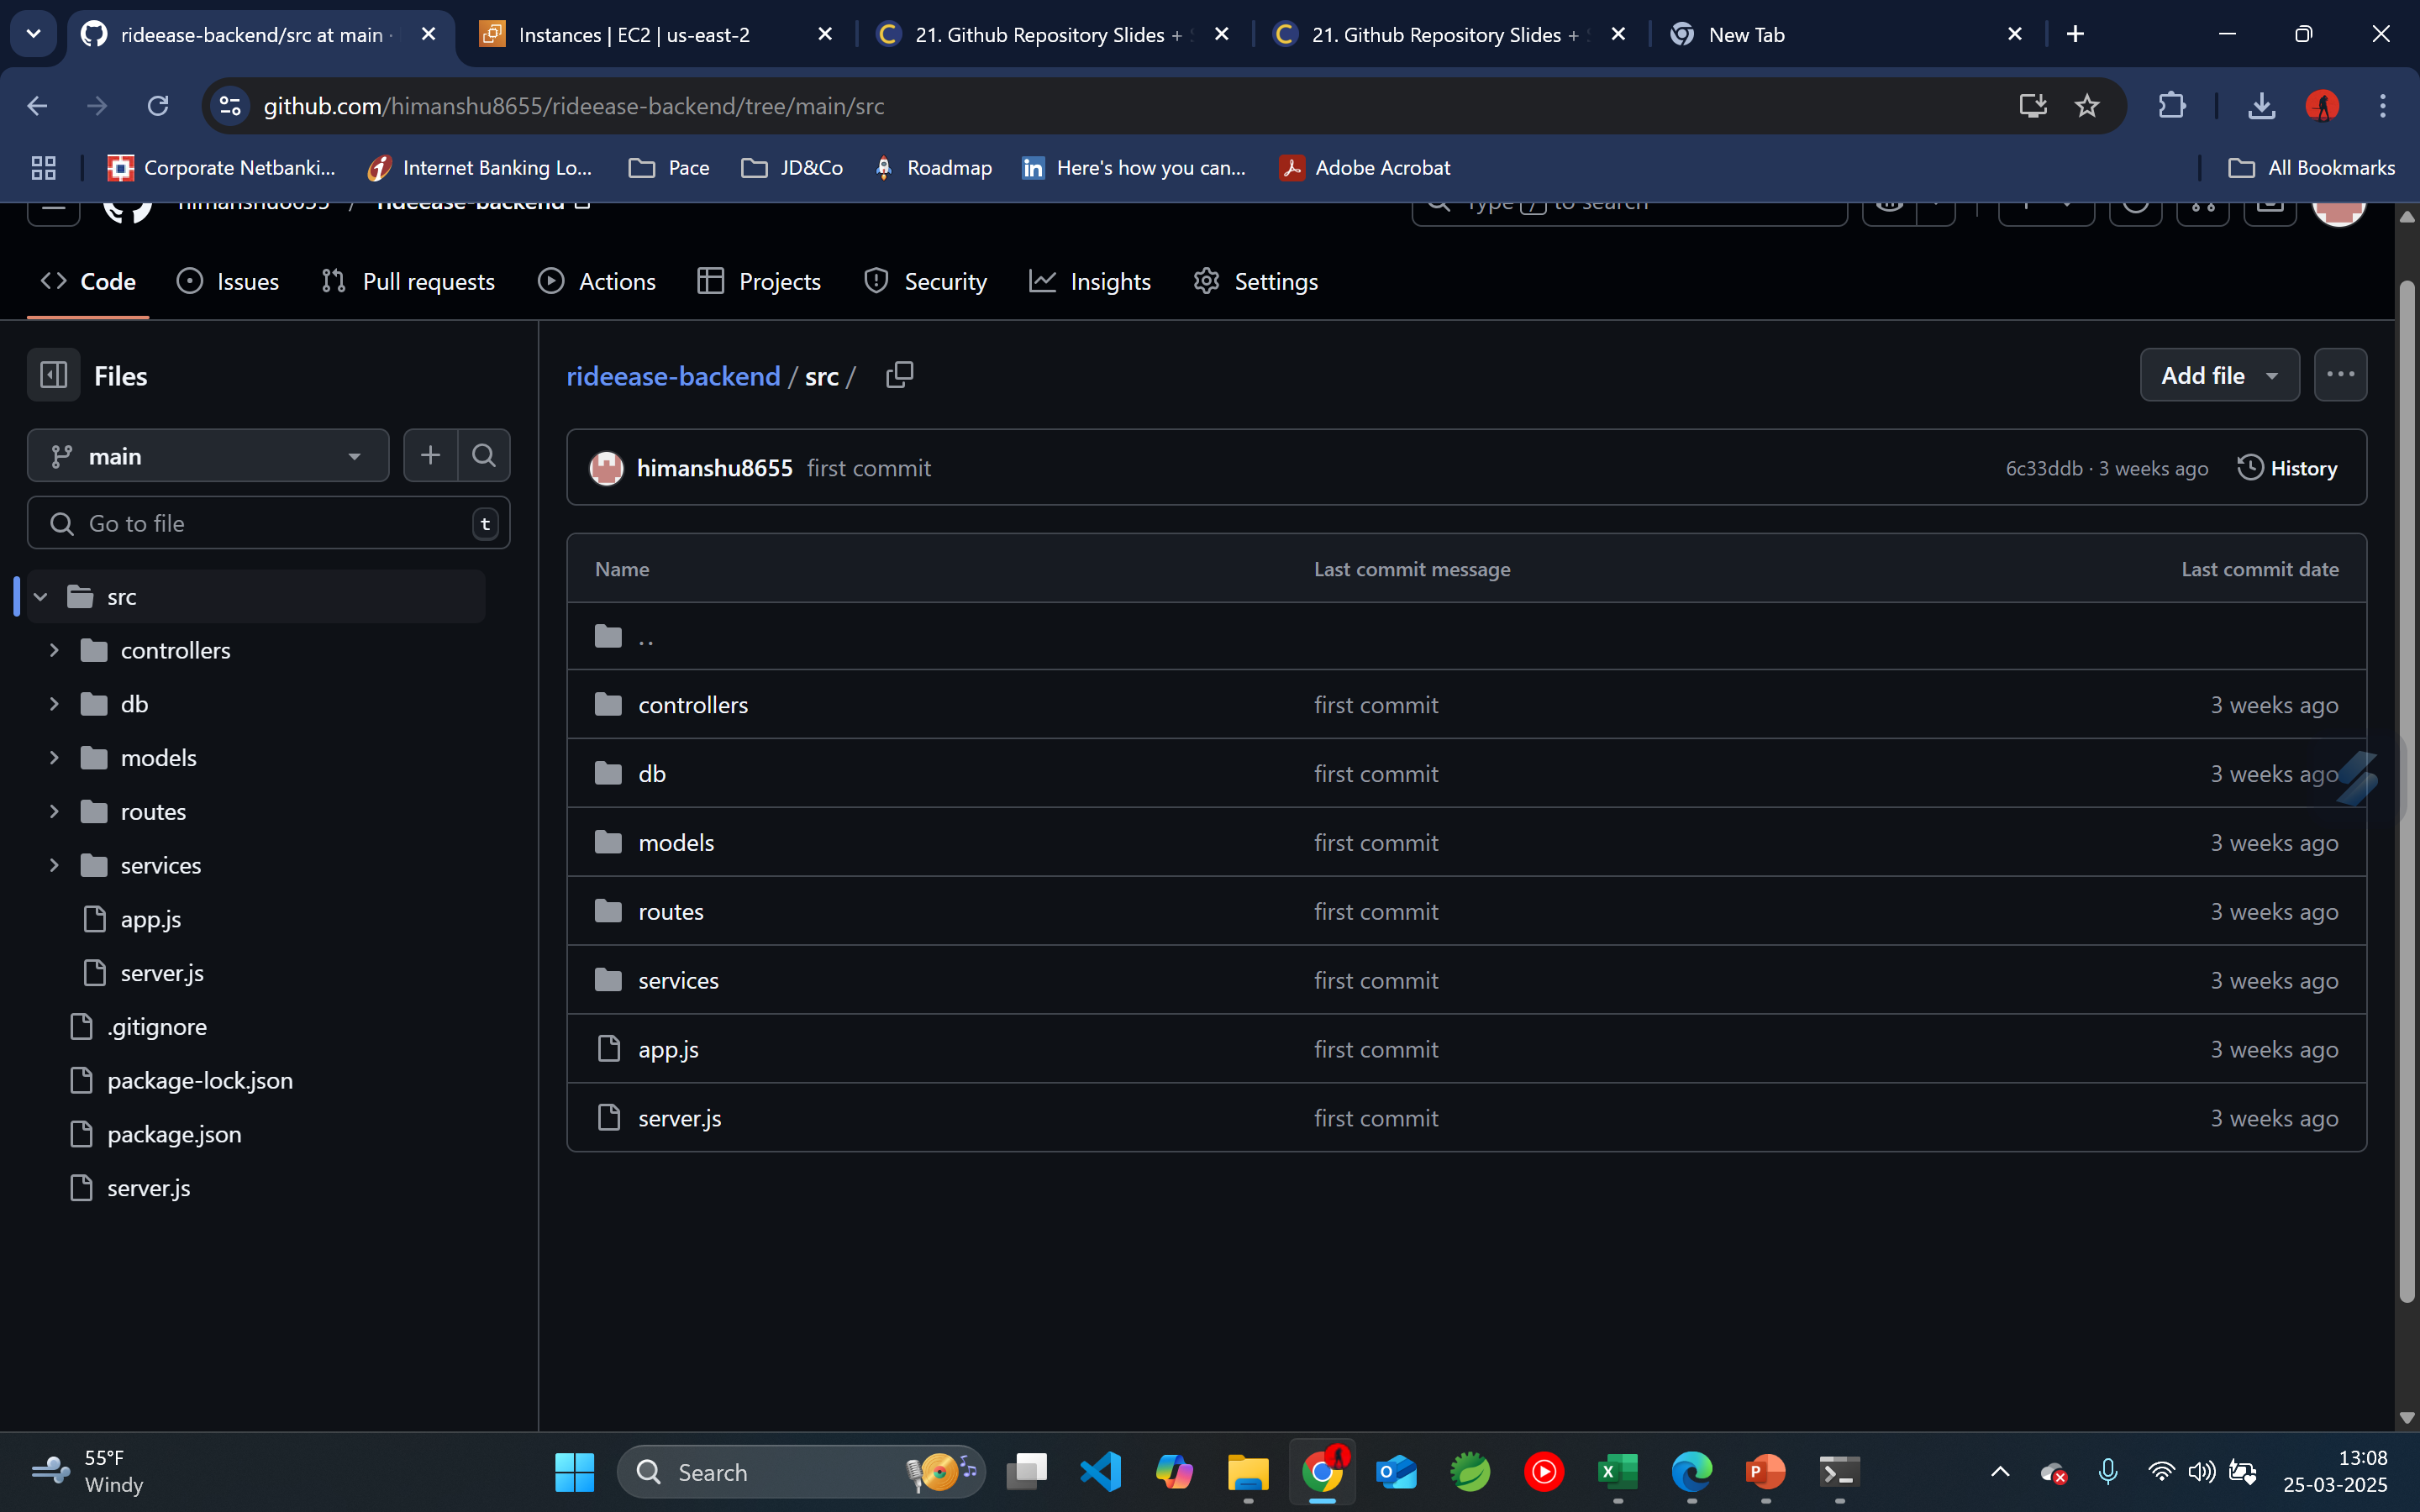 rideease-backend/src at main ·
Instances | EC2 | us-east-2
21. Github Repository Slides +
21. Github Repository Slides +
New Tab
github.com/himanshu8655/rideease-backend/tree/main/src
Corporate Netbanki...
Internet Banking Lo...
Pace
JD&Co
Roadmap
Here's how you can...
Adobe Acrobat
All Bookmarks
himanshu8655 / rideease-backend
Type / to search
Code
Issues
Pull requests
Actions
Projects
Security
Insights
Settings
Files
main
Go to file
t
src
controllers
db
models
routes
services
app.js
server.js
.gitignore
package-lock.json
package.json
server.js
rideease-backend / src /
Add file
himanshu8655 first commit
6c33ddb · 3 weeks ago
History
Name Last commit message Last commit date
..
controllers first commit 3 weeks ago
db first commit 3 weeks ago
models first commit 3 weeks ago
routes first commit 3 weeks ago
services first commit 3 weeks ago
app.js first commit 3 weeks ago
server.js first commit 3 weeks ago
55°F
Windy
Search
13:08
25-03-2025